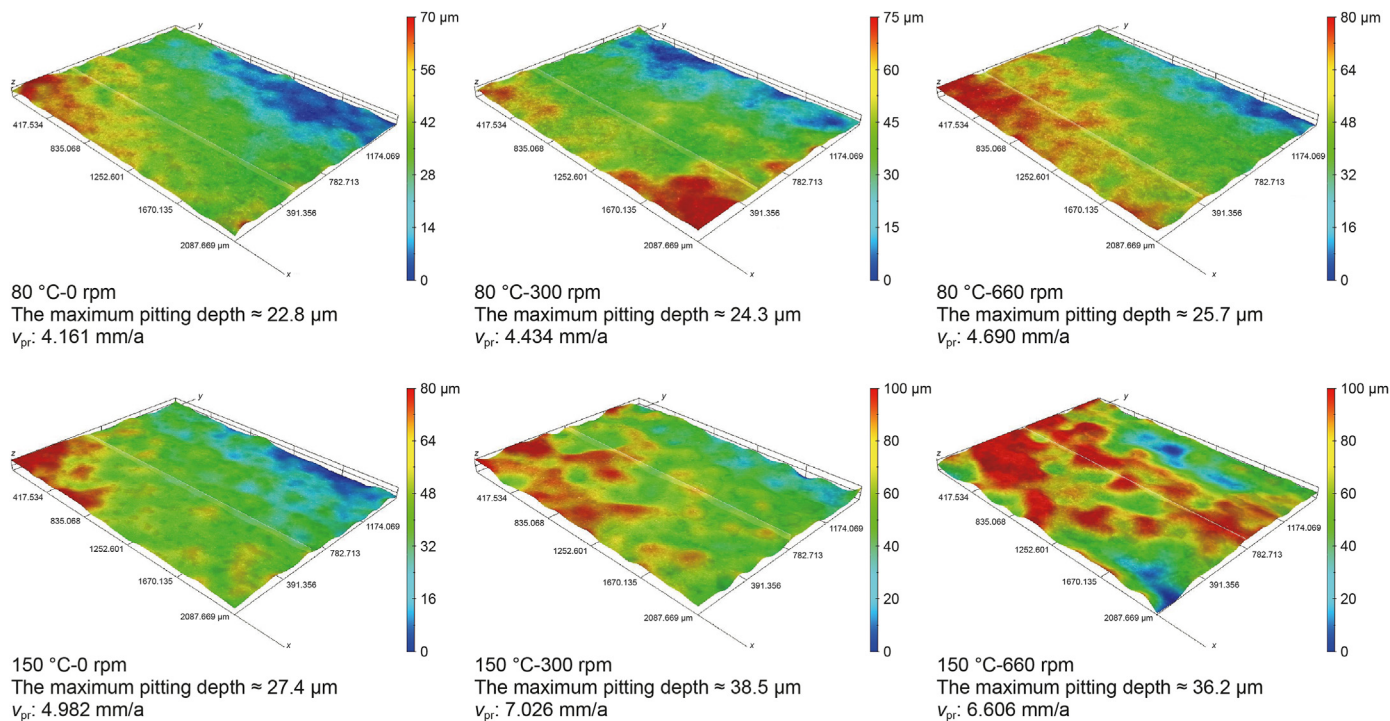 70 µm
56
42
28
14
0
z
y
x
417.534
835.068
1252.601
1670.135
2087.669 µm
391.356
782.713
1174.069
80 °C-0 rpm
The maximum pitting depth ≈ 22.8 µm
vpr: 4.161 mm/a
75 µm
60
45
30
15
0
z
y
x
417.534
835.068
1252.601
1670.135
2087.669 µm
391.356
782.713
1174.069
80 °C-300 rpm
The maximum pitting depth ≈ 24.3 µm
vpr: 4.434 mm/a
80 µm
64
48
32
16
0
z
y
x
417.534
835.068
1252.601
1670.135
2087.669 µm
391.356
782.713
1174.069
80 °C-660 rpm
The maximum pitting depth ≈ 25.7 µm
vpr: 4.690 mm/a
80 µm
64
48
32
16
0
z
y
x
417.534
835.068
1252.601
1670.135
2087.669 µm
391.356
782.713
1174.069
150 °C-0 rpm
The maximum pitting depth ≈ 27.4 µm
vpr: 4.982 mm/a
100 µm
80
60
40
20
0
z
y
x
417.534
835.068
1252.601
1670.135
2087.669 µm
391.356
782.713
1174.069
150 °C-300 rpm
The maximum pitting depth ≈ 38.5 µm
vpr: 7.026 mm/a
100 µm
80
60
40
20
0
z
y
x
417.534
835.068
1252.601
1670.135
2087.669 µm
391.356
782.713
1174.069
150 °C-660 rpm
The maximum pitting depth ≈ 36.2 µm
vpr: 6.606 mm/a